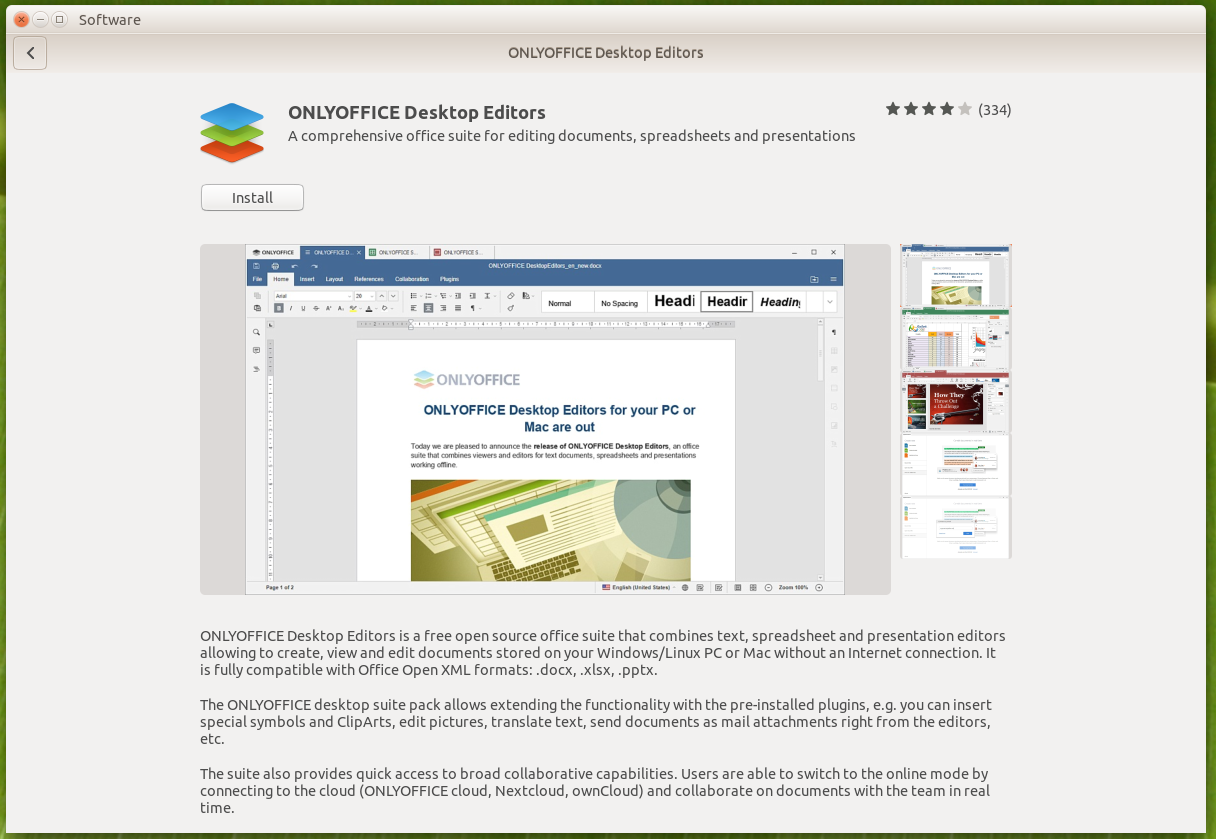 Software
ONLYOFFICE Desktop Editors
ONLYOFFICE Desktop Editors
(334)
A comprehensive office suite for editing documents, spreadsheets and presentations
Install
ONLYOFFICE ONLYOFFICE D... ONLYOFFICE S... ONLYOFFICE S...
ONLYOFFICE DesktopEditors_en_new.docx
File Home Insert Layout References Collaboration Plugins
Arial
Normal No Spacing Headi Headir Heading
ONLYOFFICE
ONLYOFFICE Desktop Editors for your PC or
Mac are out
Today we are pleased to announce the release of ONLYOFFICE Desktop Editors, an office
suite that combines viewers and editors for text documents, spreadsheets and presentations
working offline.
Page 1 of 2 English (United States) Zoom 100%
How They
Throw Out
a Challenge
ONLYOFFICE Desktop Editors is a free open source office suite that combines text, spreadsheet and presentation editors
allowing to create, view and edit documents stored on your Windows/Linux PC or Mac without an Internet connection. It
is fully compatible with Office Open XML formats: .docx, .xlsx, .pptx.
The ONLYOFFICE desktop suite pack allows extending the functionality with the pre-installed plugins, e.g. you can insert
special symbols and ClipArts, edit pictures, translate text, send documents as mail attachments right from the editors,
etc.
The suite also provides quick access to broad collaborative capabilities. Users are able to switch to the online mode by
connecting to the cloud (ONLYOFFICE cloud, Nextcloud, ownCloud) and collaborate on documents with the team in real
time.